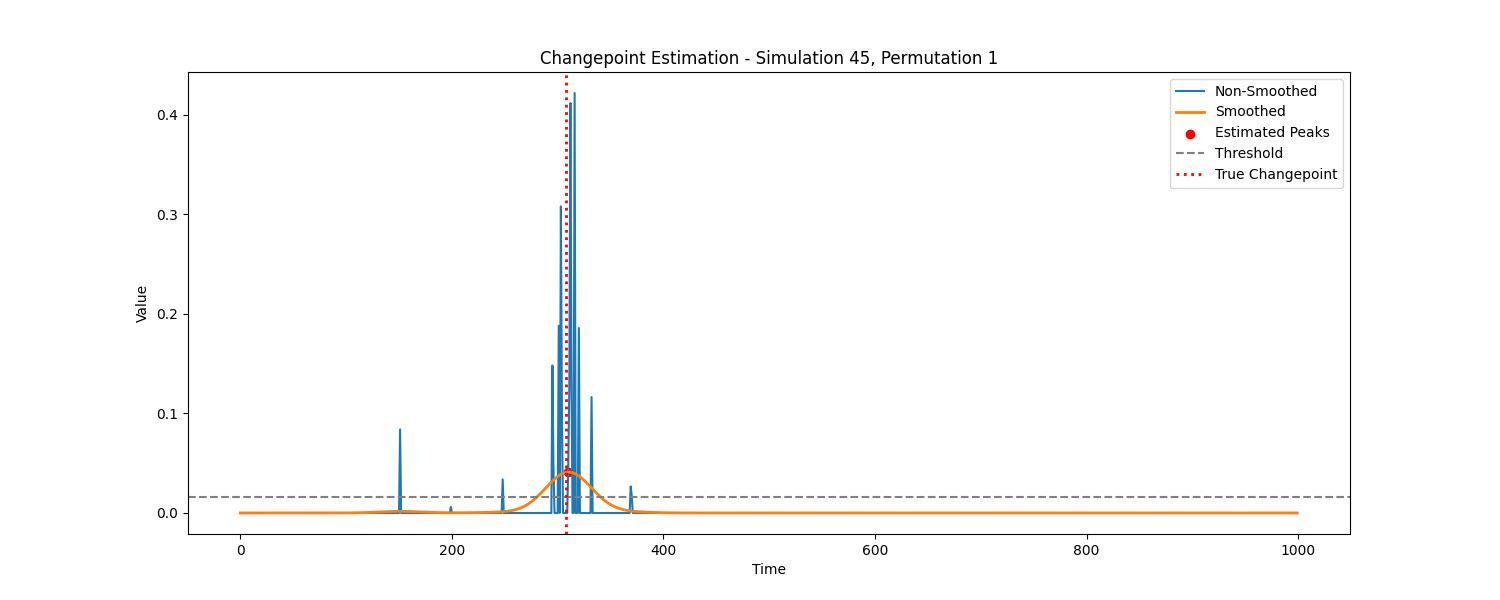 Changepoint Estimation - Simulation 45, Permutation 1
Non-Smoothed
Smoothed
Estimated Peaks
Threshold
True Changepoint
0.4
0.3
0.2
0.1
0.0
Value
0 200 400 600 800 1000
Time